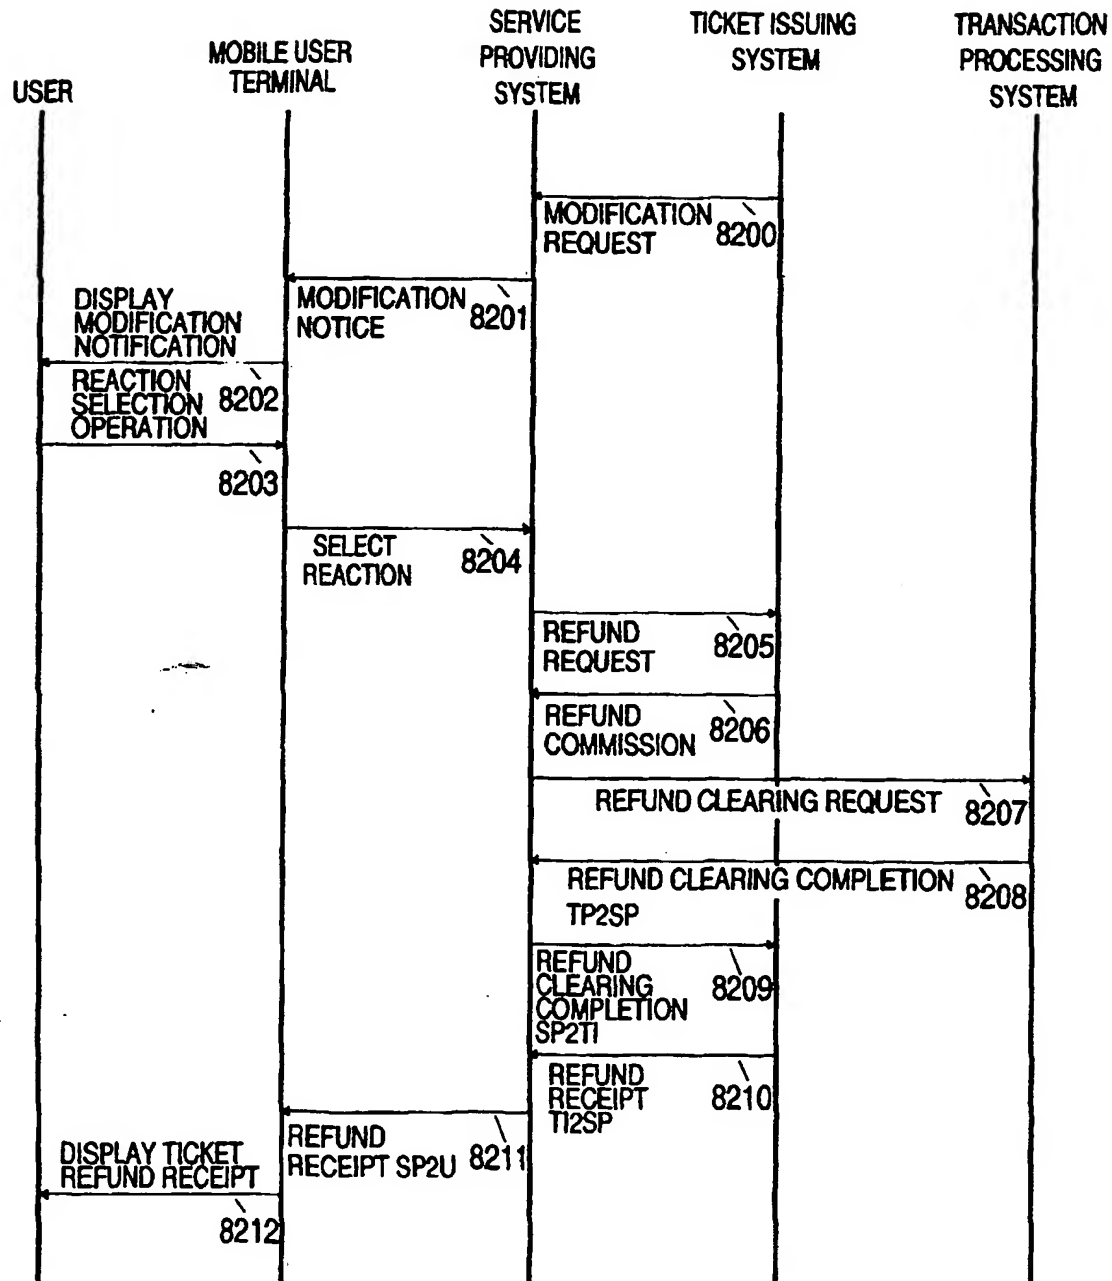 USER
MOBILE USER
TERMINAL
SERVICE
PROVIDING
SYSTEM
TICKET ISSUING
SYSTEM
TRANSACTION
PROCESSING
SYSTEM
MODIFICATION
REQUEST
8200
MODIFICATION
NOTICE
8201
DISPLAY
MODIFICATION
NOTIFICATION
8202
REACTION
SELECTION
OPERATION
8203
SELECT
REACTION
8204
REFUND
REQUEST
8205
REFUND
COMMISSION
8206
REFUND CLEARING REQUEST
8207
REFUND CLEARING COMPLETION
TP2SP
8208
REFUND
CLEARING
COMPLETION
SP2TI
8209
REFUND
RECEIPT
TI2SP
8210
REFUND
RECEIPT SP2U
8211
DISPLAY TICKET
REFUND RECEIPT
8212